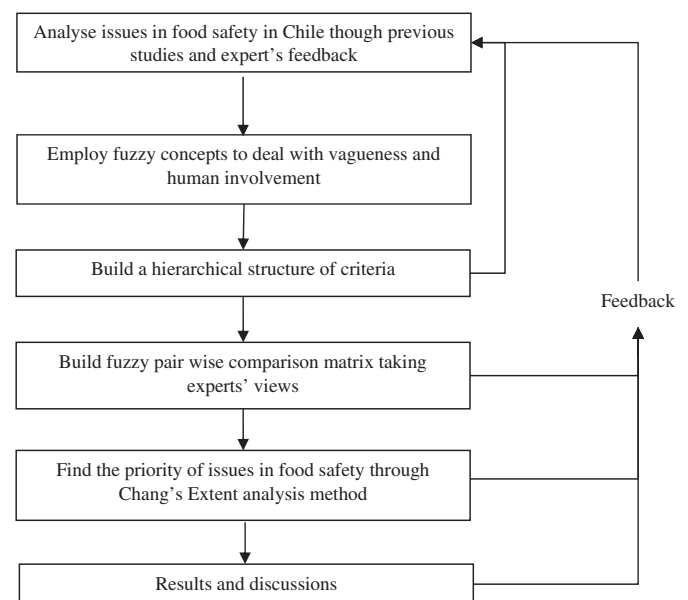 Analyse issues in food safety in Chile though previous
studies and expert's feedback
Employ fuzzy concepts to deal with vagueness and
human involvement
Build a hierarchical structure of criteria
Feedback
Build fuzzy pair wise comparison matrix taking
experts' views
Find the priority of issues in food safety through
Chang's Extent analysis method
Results and discussions